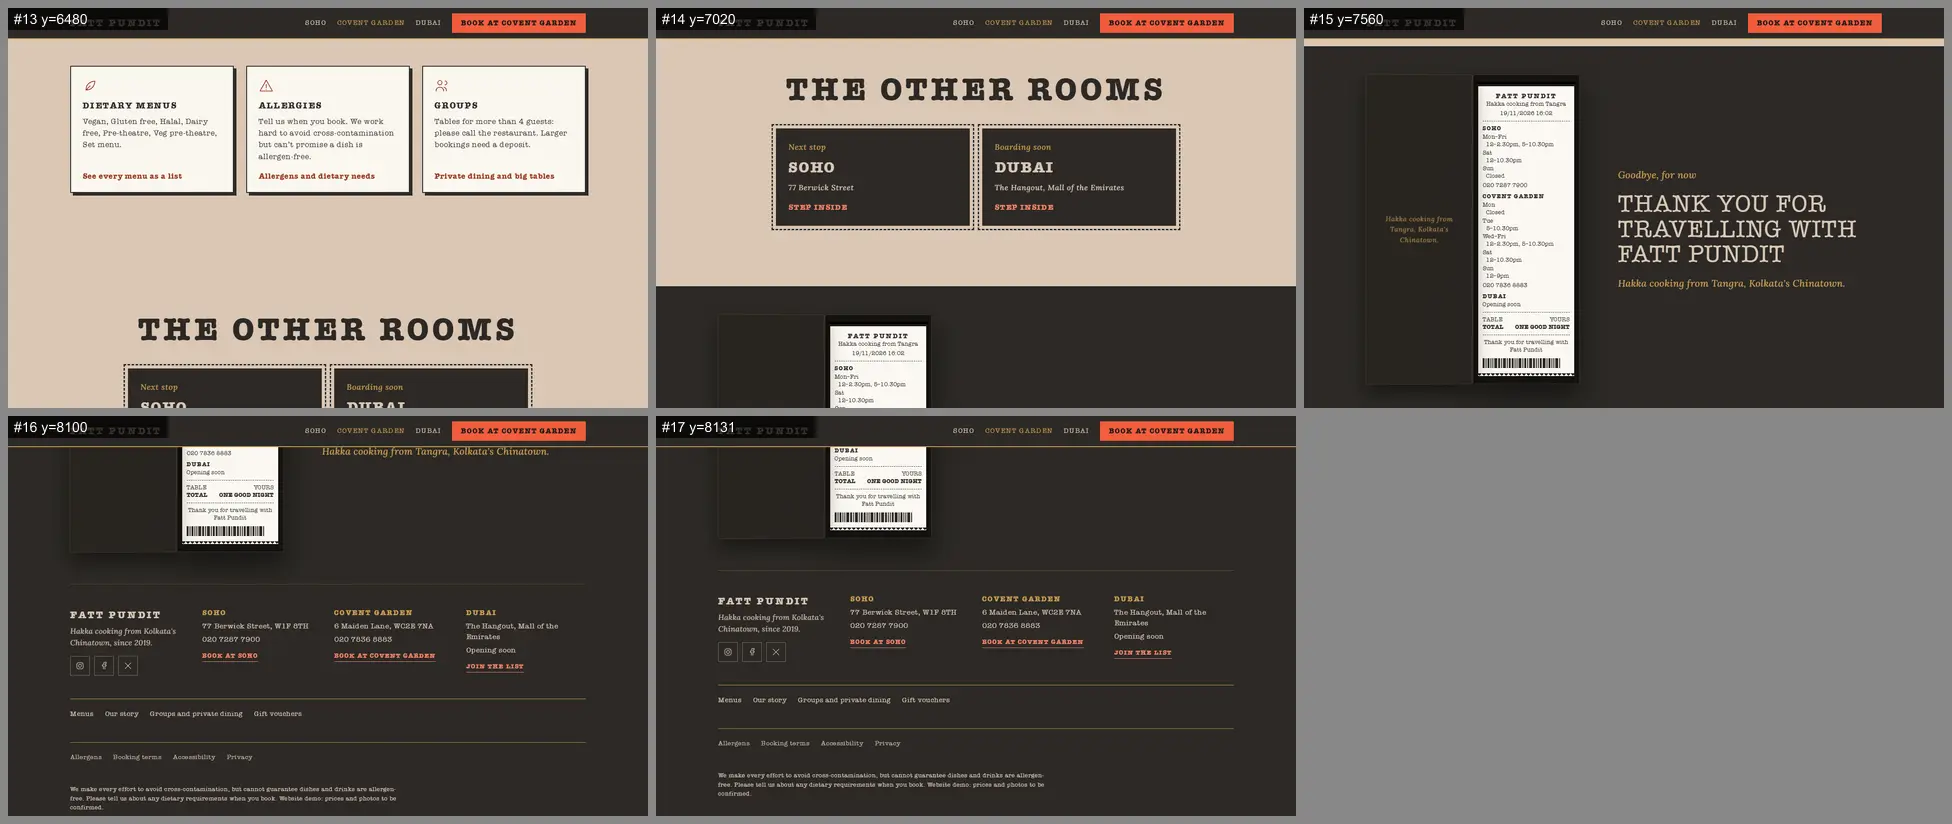 #13 y=6480
FATT PUNDIT
SOHO COVENT GARDEN DUBAI BOOK AT COVENT GARDEN
DIETARY MENUS
Vegan, Gluten free, Halal, Dairy
free, Pre-theatre, Veg pre-theatre,
Set menu.
See every menu as a list
ALLERGIES
Tell us when you book. We work
hard to avoid cross-contamination
but can't promise a dish is
allergen-free.
Allergens and dietary needs
GROUPS
Tables for more than 4 guests:
please call the restaurant. Larger
bookings need a deposit.
Private dining and big tables
THE OTHER ROOMS
Next stop
SOHO
Boarding soon
DUBAI
#14 y=7020
FATT PUNDIT
SOHO COVENT GARDEN DUBAI BOOK AT COVENT GARDEN
THE OTHER ROOMS
Next stop
SOHO
77 Berwick Street
STEP INSIDE
Boarding soon
DUBAI
The Hangout, Mall of the Emirates
STEP INSIDE
FATT PUNDIT
Hakka cooking from Tangra
19/11/2026 16:02
SOHO
Mon-Fri
12-2.30pm, 5-10.30pm
Sat
12-10.30pm
Sun
#15 y=7560
FATT PUNDIT
SOHO COVENT GARDEN DUBAI BOOK AT COVENT GARDEN
Hakka cooking from
Tangra, Kolkata's
Chinatown.
FATT PUNDIT
Hakka cooking from Tangra
19/11/2026 16:02
SOHO
Mon-Fri
12-2.30pm, 5-10.30pm
Sat
12-10.30pm
Sun
Closed
020 7287 7900
COVENT GARDEN
Mon
Closed
Tue
5-10.30pm
Wed-Fri
12-2.30pm, 5-10.30pm
Sat
12-10.30pm
Sun
12-9pm
020 7836 8883
DUBAI
Opening soon
TABLE YOURS
TOTAL ONE GOOD NIGHT
Thank you for travelling with
Fatt Pundit
Goodbye, for now
THANK YOU FOR
TRAVELLING WITH
FATT PUNDIT
Hakka cooking from Tangra, Kolkata's Chinatown.
#16 y=8100
FATT PUNDIT
SOHO COVENT GARDEN DUBAI BOOK AT COVENT GARDEN
020 7836 8883
DUBAI
Opening soon
TABLE YOURS
TOTAL ONE GOOD NIGHT
Thank you for travelling with
Fatt Pundit
Hakka cooking from Tangra, Kolkata's Chinatown.
FATT PUNDIT
Hakka cooking from Kolkata's
Chinatown, since 2019.
SOHO
77 Berwick Street, W1F 8TH
020 7287 7900
BOOK AT SOHO
COVENT GARDEN
6 Maiden Lane, WC2E 7NA
020 7836 8883
BOOK AT COVENT GARDEN
DUBAI
The Hangout, Mall of the
Emirates
Opening soon
JOIN THE LIST
Menus Our story Groups and private dining Gift vouchers
Allergens Booking terms Accessibility Privacy
We make every effort to avoid cross-contamination, but cannot guarantee dishes and drinks are allergen-
free. Please tell us about any dietary requirements when you book. Website demo: prices and photos to be
confirmed.
#17 y=8131
FATT PUNDIT
SOHO COVENT GARDEN DUBAI BOOK AT COVENT GARDEN
DUBAI
Opening soon
TABLE YOURS
TOTAL ONE GOOD NIGHT
Thank you for travelling with
Fatt Pundit
FATT PUNDIT
Hakka cooking from Kolkata's
Chinatown, since 2019.
SOHO
77 Berwick Street, W1F 8TH
020 7287 7900
BOOK AT SOHO
COVENT GARDEN
6 Maiden Lane, WC2E 7NA
020 7836 8883
BOOK AT COVENT GARDEN
DUBAI
The Hangout, Mall of the
Emirates
Opening soon
JOIN THE LIST
Menus Our story Groups and private dining Gift vouchers
Allergens Booking terms Accessibility Privacy
We make every effort to avoid cross-contamination, but cannot guarantee dishes and drinks are allergen-
free. Please tell us about any dietary requirements when you book. Website demo: prices and photos to be
confirmed.